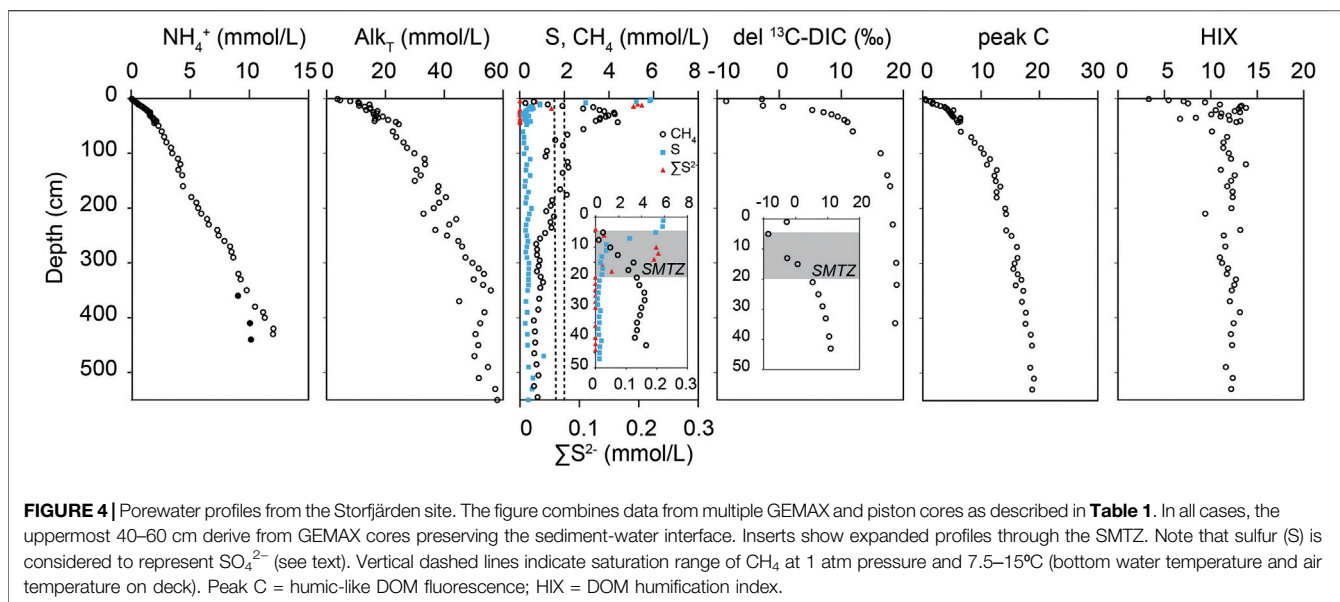 NH₄⁺ (mmol/L) Alk_T (mmol/L) S, CH₄ (mmol/L) del ¹³C-DIC (‰) peak C HIX
0 5 10 15 0 20 40 60 0 2 4 6 8 -10 0 10 20 0 10 20 30 0 5 10 15 20
Depth (cm)
0
100
200
300
400
500
CH₄
S
∑S²⁻
0 2 4 6 8
0
10
20
30
40
50
SMTZ
0 0.1 0.2 0.3
-10 0 10 20
0
10
20
30
40
50
SMTZ
0 0.1 0.2 0.3
∑S²⁻ (mmol/L)
FIGURE 4 | Porewater profiles from the Storfjärden site. The figure combines data from multiple GEMAX and piston cores as described in Table 1. In all cases, the
uppermost 40–60 cm derive from GEMAX cores preserving the sediment-water interface. Inserts show expanded profiles through the SMTZ. Note that sulfur (S) is
considered to represent SO₄²⁻ (see text). Vertical dashed lines indicate saturation range of CH₄ at 1 atm pressure and 7.5–15ºC (bottom water temperature and air
temperature on deck). Peak C = humic-like DOM fluorescence; HIX = DOM humification index.